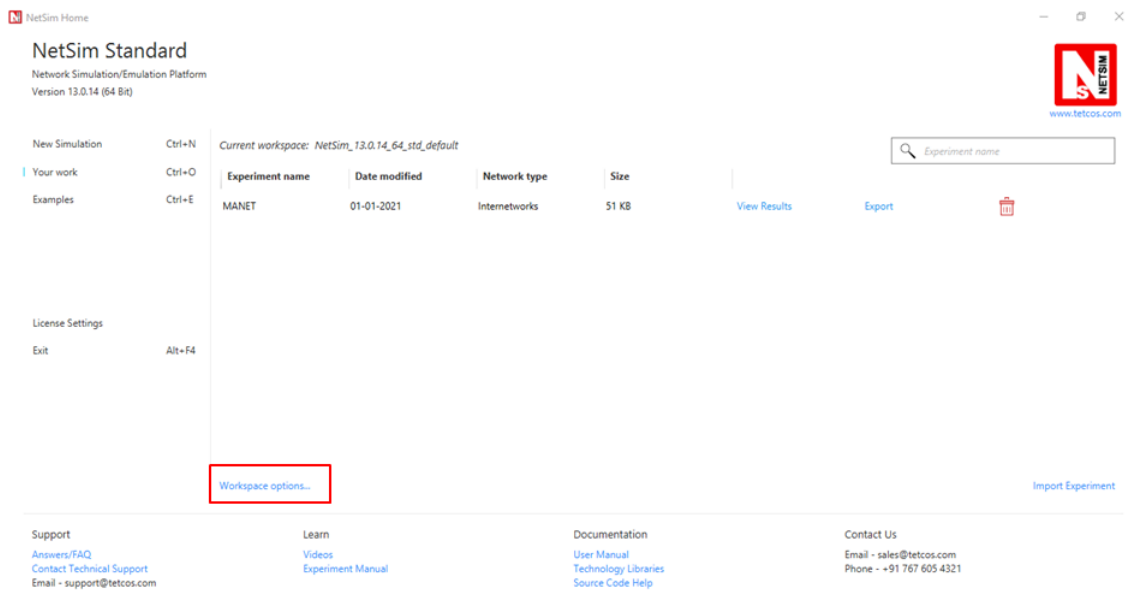 NetSim Home
NetSim Standard
Network Simulation/Emulation Platform
Version 13.0.14 (64 Bit)
NETSIM
N
S
www.tetcos.com
New Simulation Ctrl+N
Your work Ctrl+O
Examples Ctrl+E
License Settings
Exit Alt+F4
Current workspace: NetSim_13.0.14_64_std_default
Experiment name
Experiment name Date modified Network type Size
MANET 01-01-2021 Internetworks 51 KB View Results Export
Workspace options...
Import Experiment
Support
Answers/FAQ
Contact Technical Support
Email - support@tetcos.com
Learn
Videos
Experiment Manual
Documentation
User Manual
Technology Libraries
Source Code Help
Contact Us
Email - sales@tetcos.com
Phone - +91 767 605 4321